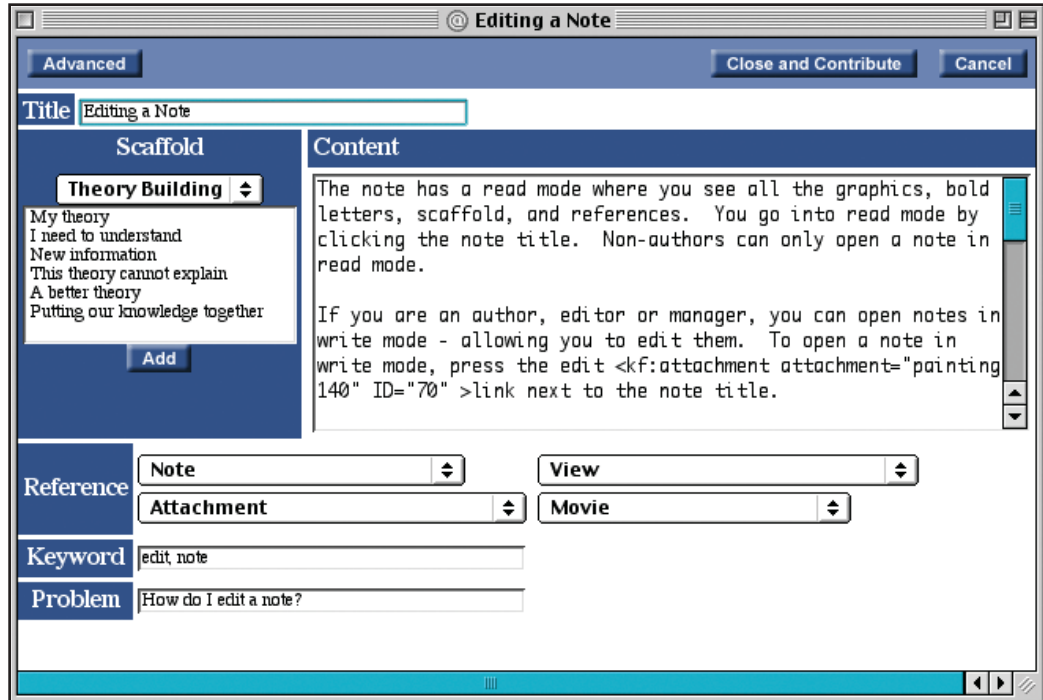 @ Editing a Note
Advanced
Close and Contribute
Cancel
Title
Editing a Note
Scaffold
Theory Building
My theory
I need to understand
New information
This theory cannot explain
A better theory
Putting our knowledge together
Add
Content
The note has a read mode where you see all the graphics, bold
letters, scaffold, and references.  You go into read mode by
clicking the note title.  Non-authors can only open a note in
read mode.
If you are an author, editor or manager, you can open notes in
write mode - allowing you to edit them.  To open a note in
write mode, press the edit <kf:attachment attachment="painting
140" ID="70" >link next to the note title.
Reference
Note
View
Attachment
Movie
Keyword
edit, note
Problem
How do I edit a note?